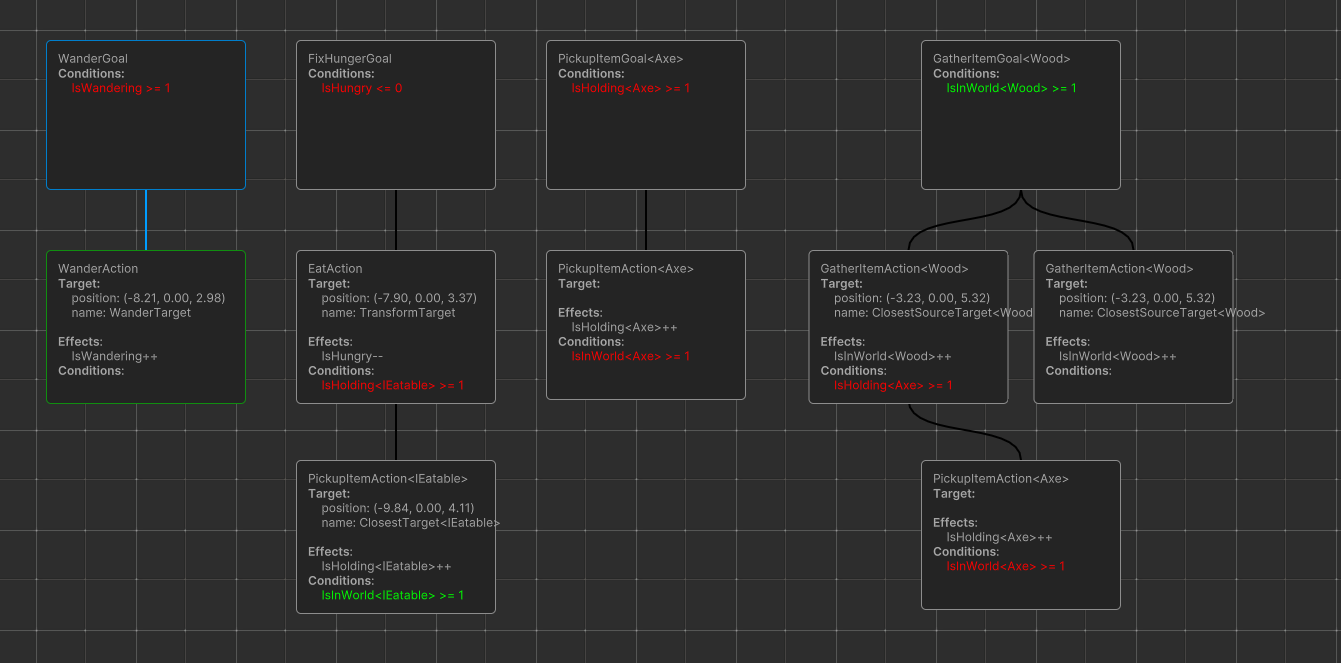 WanderGoal
Conditions:
IsWandering >= 1
FixHungerGoal
Conditions:
IsHungry <= 0
PickupItemGoal<Axe>
Conditions:
IsHolding<Axe> >= 1
GatherItemGoal<Wood>
Conditions:
IsInWorld<Wood> >= 1
WanderAction
Target:
position: (-8.21, 0.00, 2.98)
name: WanderTarget
Effects:
IsWandering++
Conditions:
EatAction
Target:
position: (-7.90, 0.00, 3.37)
name: TransformTarget
Effects:
IsHungry--
Conditions:
IsHolding<IEatable> >= 1
PickupItemAction<Axe>
Target:
Effects:
IsHolding<Axe>++
Conditions:
IsInWorld<Axe> >= 1
GatherItemAction<Wood>
Target:
position: (-3.23, 0.00, 5.32)
name: ClosestSourceTarget<Wood
Effects:
IsInWorld<Wood>++
Conditions:
IsHolding<Axe> >= 1
GatherItemAction<Wood>
Target:
position: (-3.23, 0.00, 5.32)
name: ClosestSourceTarget<Wood>
Effects:
IsInWorld<Wood>++
Conditions:
PickupItemAction<IEatable>
Target:
position: (-9.84, 0.00, 4.11)
name: ClosestTarget<IEatable>
Effects:
IsHolding<IEatable>++
Conditions:
IsInWorld<IEatable> >= 1
PickupItemAction<Axe>
Target:
Effects:
IsHolding<Axe>++
Conditions:
IsInWorld<Axe> >= 1